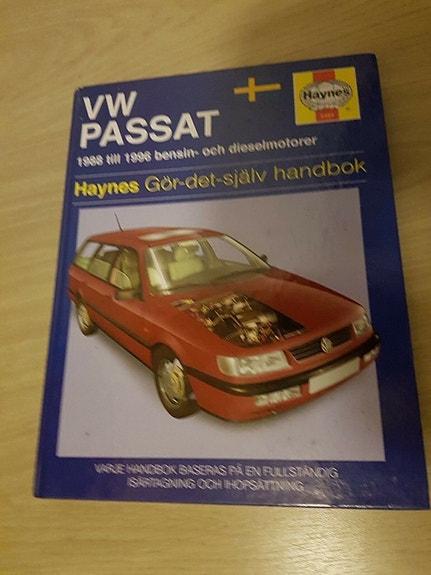 VW
PASSAT
1988 till 1996 bensin- och dieselmotorer
Haynes Gör-det-själv handbok
Haynes
VARJE HANDBOK BASERAS PÅ EN FULLSTÄNDIG
ISÄRTAGNING OCH IHOPSÄTTNING